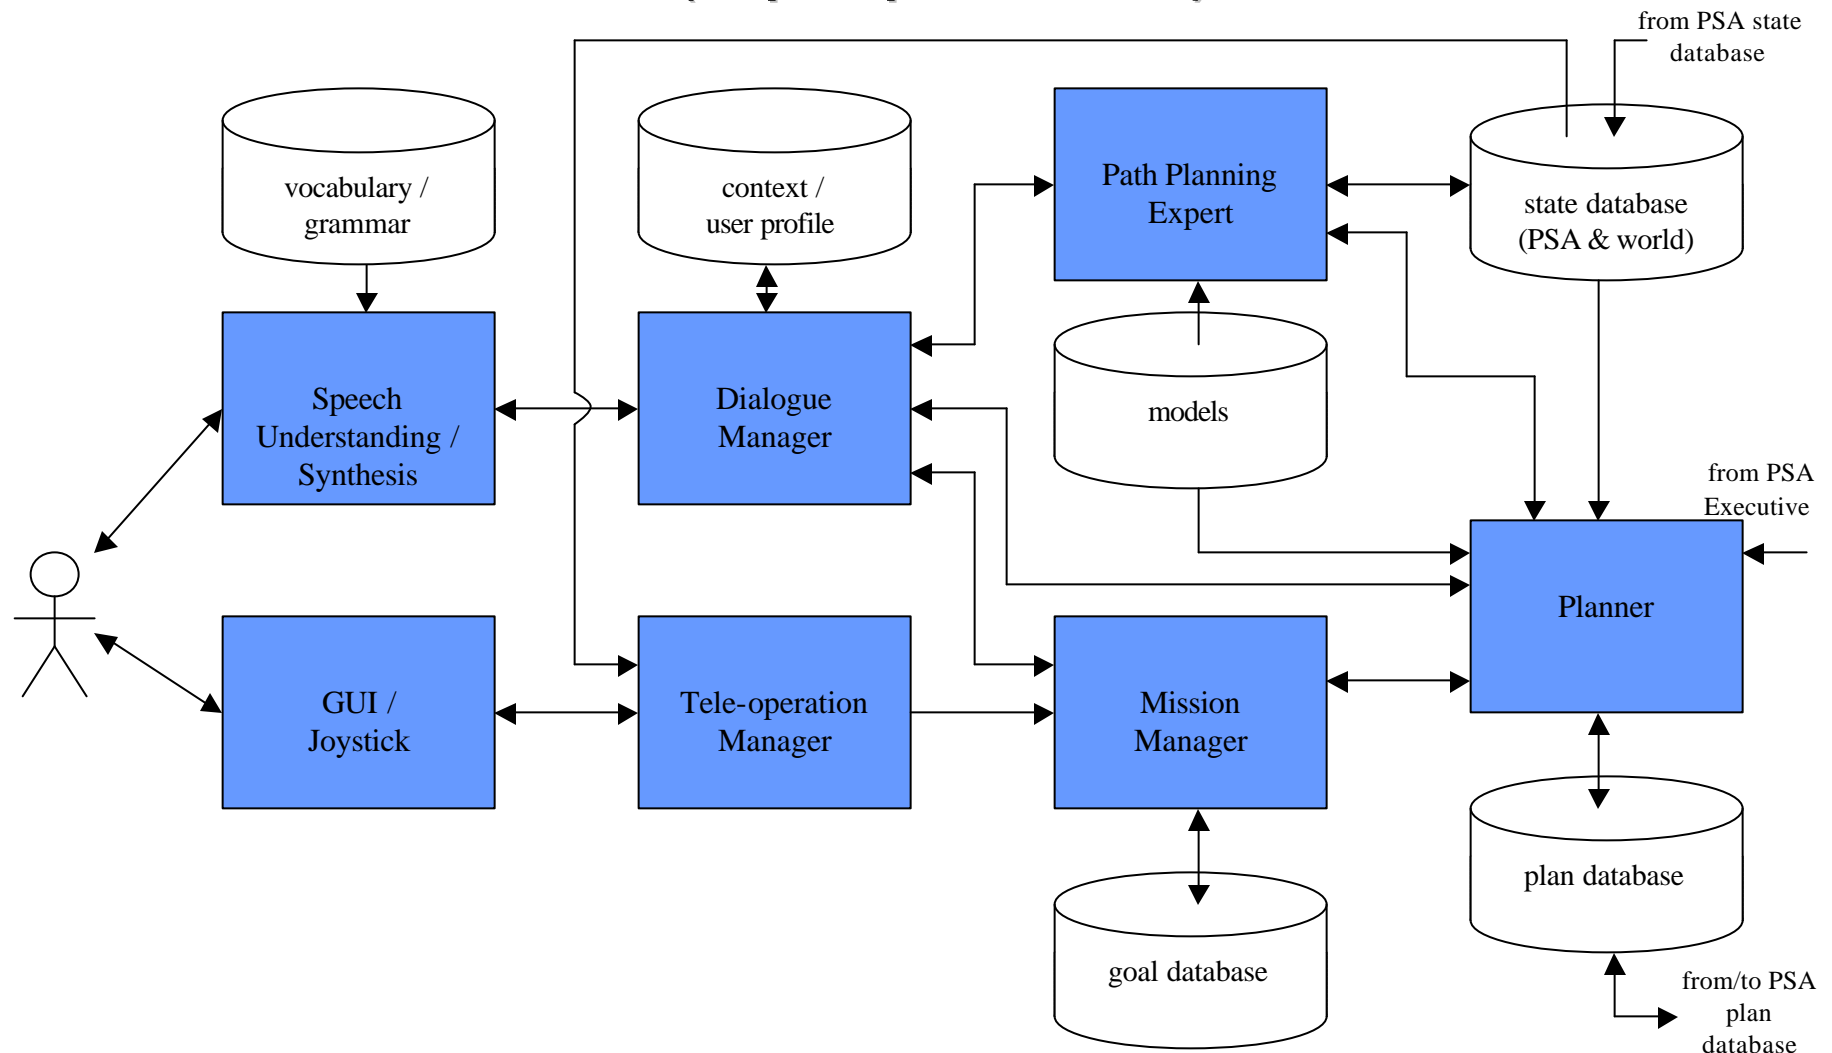 from PSA state
database
vocabulary /
grammar
context /
user profile
Path Planning
Expert
state database
(PSA & world)
Speech
Understanding /
Synthesis
Dialogue
Manager
models
from PSA
Executive
Planner
GUI /
Joystick
Tele-operation
Manager
Mission
Manager
plan database
goal database
from/to PSA
plan
database